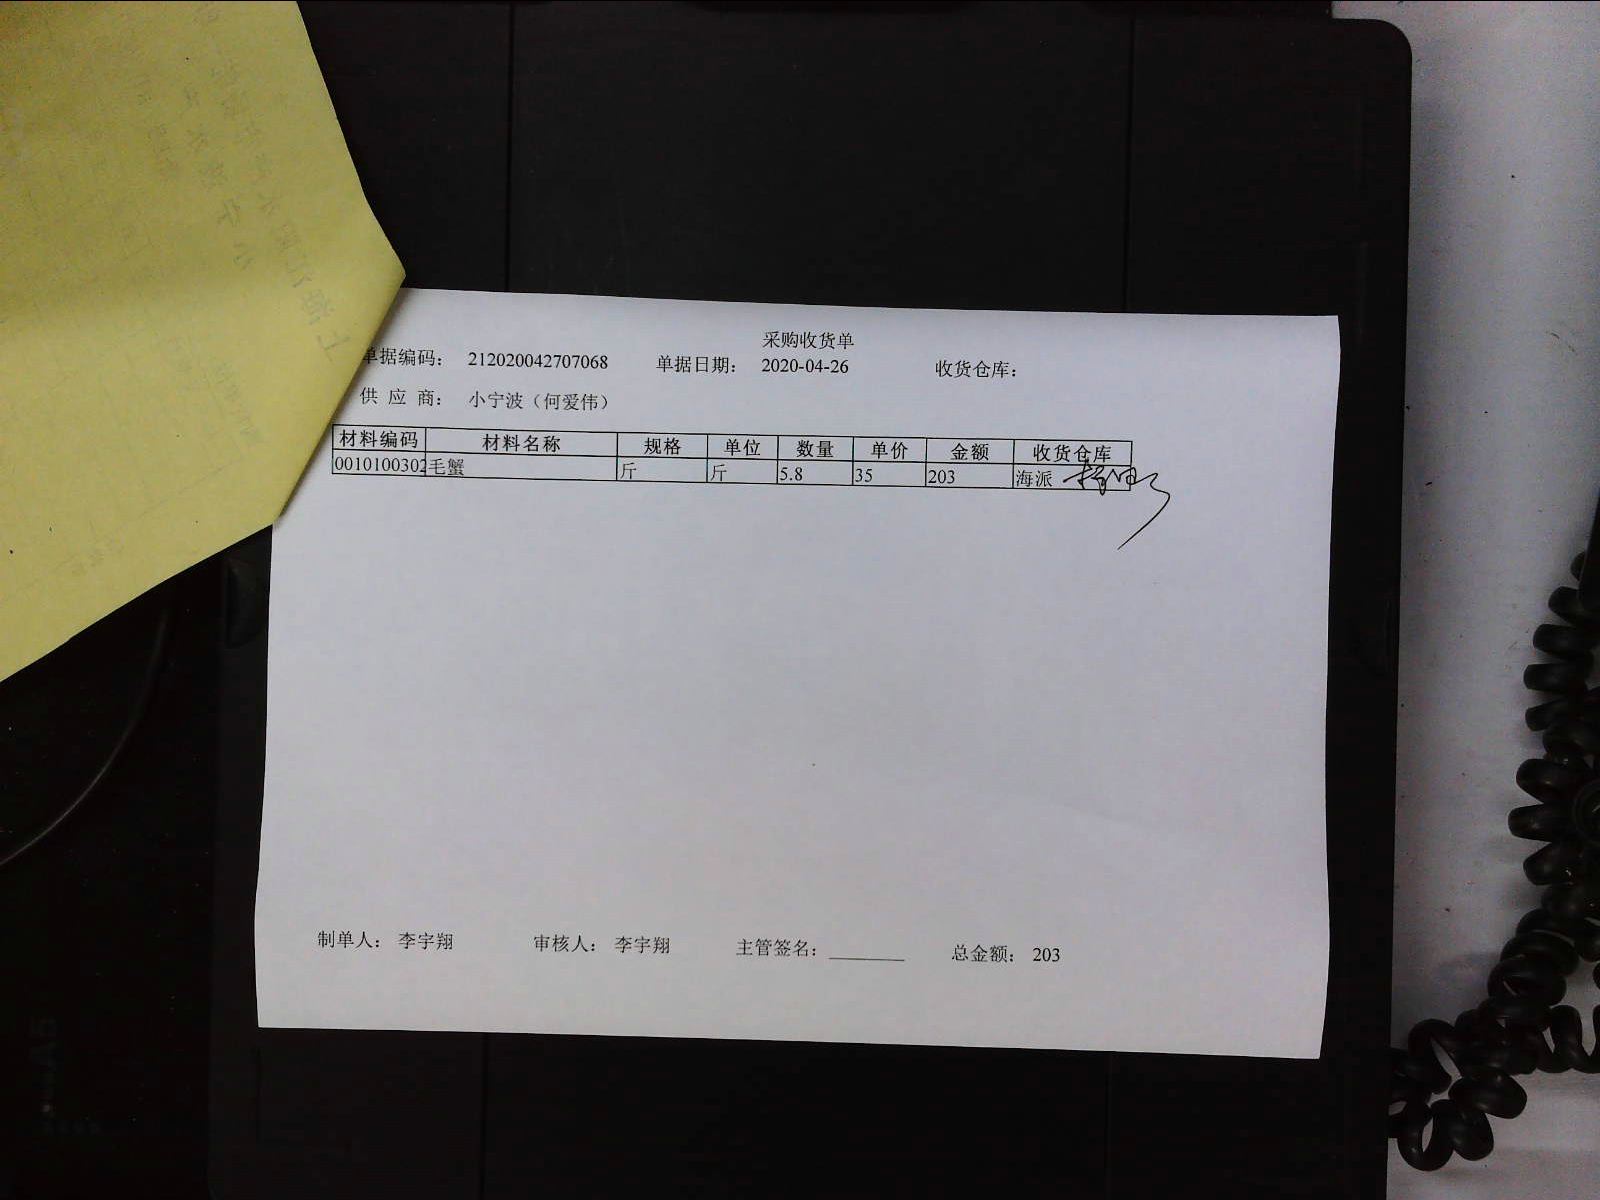 采购收货单
单据编码： 212020042707068 单据日期： 2020-04-26 收货仓库：
供 应 商： 小宁波（何爱伟）
材料编码 材料名称 规格 单位 数量 单价 金额 收货仓库
0010100302 毛蟹 斤 斤 5.8 35 203 海派
制单人： 李宇翔 审核人： 李宇翔 主管签名： 总金额： 203